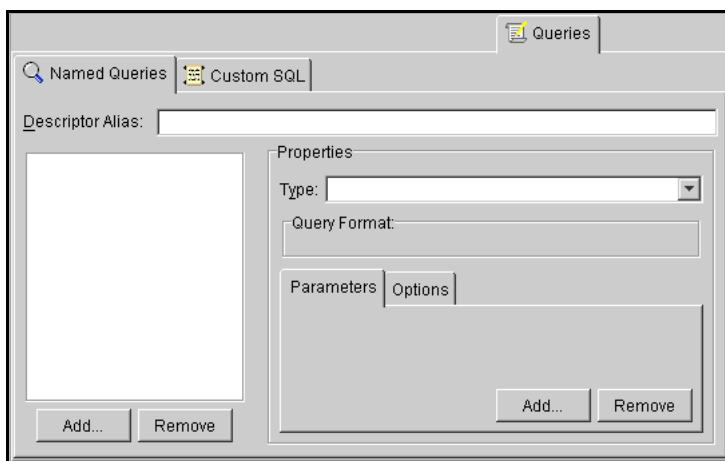 Queries
Named Queries
Custom SQL
Descriptor Alias:
Properties
Type:
Query Format:
Parameters
Options
Add...
Remove
Add...
Remove